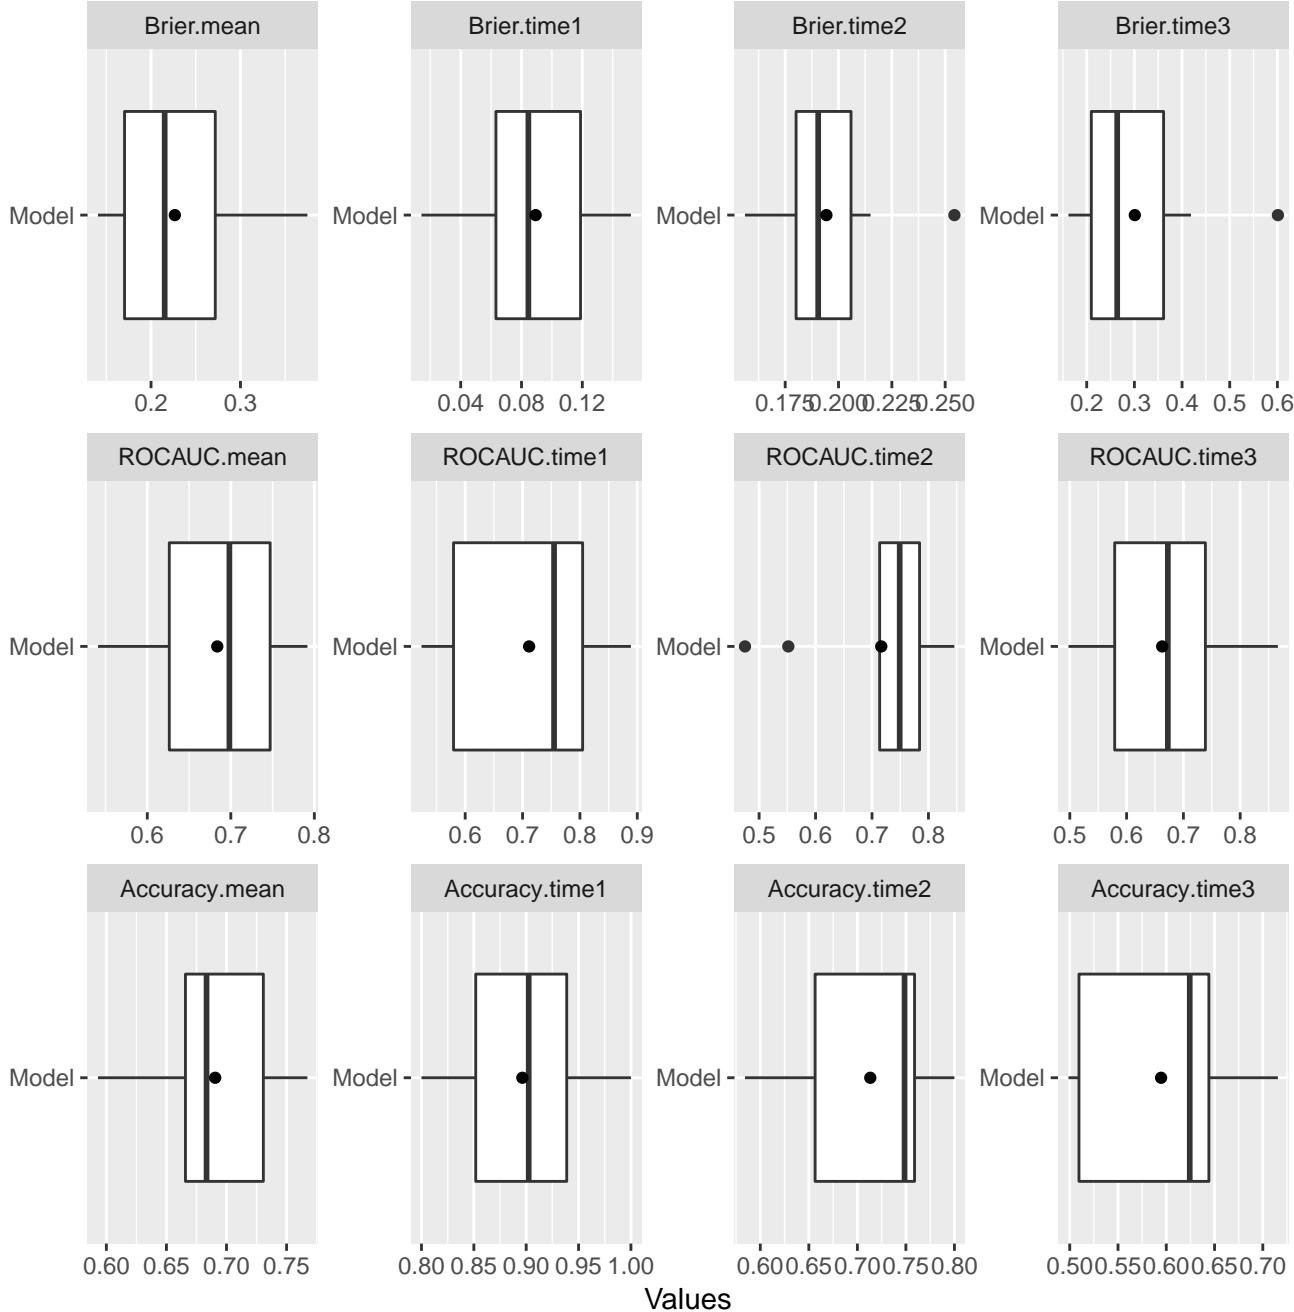 Brier.mean Brier.time1 Brier.time2 Brier.time3
Model Model Model Model
0.2 0.3 0.04 0.08 0.12 0.175 0.200 0.225 0.250 0.2 0.3 0.4 0.5 0.6
ROCAUC.mean ROCAUC.time1 ROCAUC.time2 ROCAUC.time3
Model Model Model Model
0.6 0.7 0.8 0.6 0.7 0.8 0.9 0.5 0.6 0.7 0.8 0.5 0.6 0.7 0.8
Accuracy.mean Accuracy.time1 Accuracy.time2 Accuracy.time3
Model Model Model Model
0.60 0.65 0.70 0.75 0.80 0.85 0.90 0.95 1.00 0.60 0.65 0.70 0.75 0.80 0.50 0.55 0.60 0.65 0.70
Values